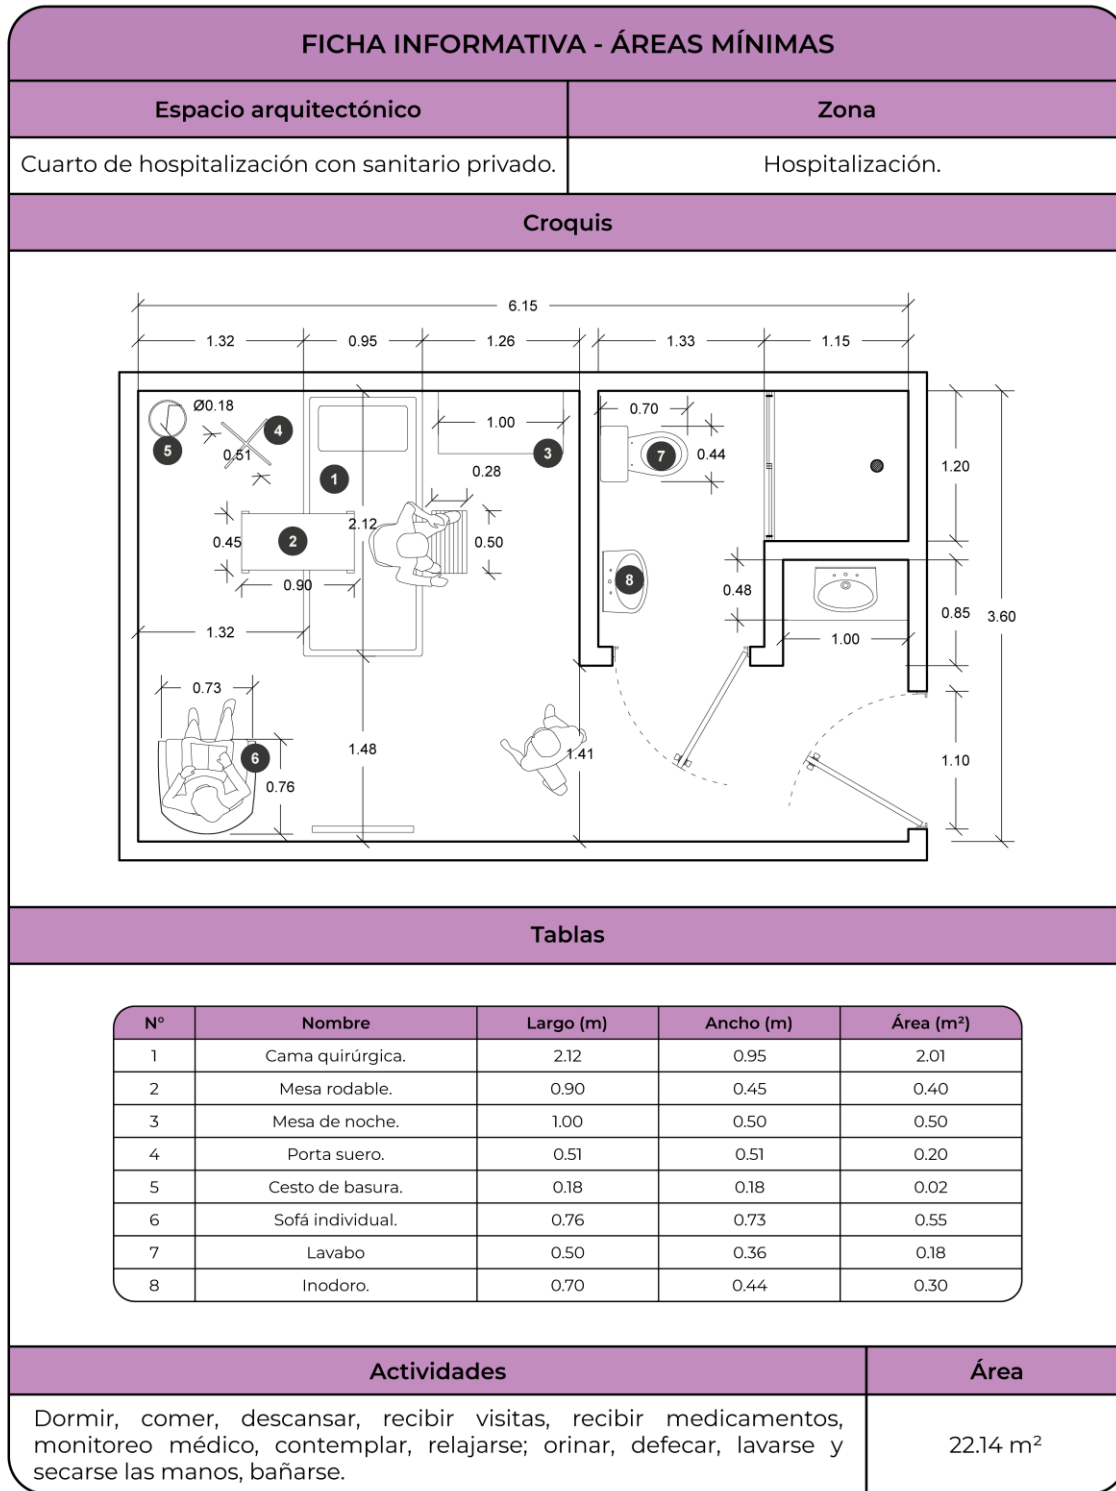 FICHA INFORMATIVA - ÁREAS MÍNIMAS
Espacio arquitectónico
Zona
Cuarto de hospitalización con sanitario privado.
Hospitalización.
Croquis
6.15
1.32
0.95
1.26
1.33
1.15
Ø0.18
4
5
0.51
1
1.00
3
0.28
0.70
7
0.44
1.20
2.12
0.45
2
0.50
0.90
8
0.48
0.85
3.60
1.32
1.00
0.73
6
0.76
1.48
1.41
1.10
Tablas
N° Nombre Largo (m) Ancho (m) Área (m²)
1 Cama quirúrgica. 2.12 0.95 2.01
2 Mesa rodable. 0.90 0.45 0.40
3 Mesa de noche. 1.00 0.50 0.50
4 Porta suero. 0.51 0.51 0.20
5 Cesto de basura. 0.18 0.18 0.02
6 Sofá individual. 0.76 0.73 0.55
7 Lavabo 0.50 0.36 0.18
8 Inodoro. 0.70 0.44 0.30
Actividades
Área
Dormir, comer, descansar, recibir visitas, recibir medicamentos,
monitoreo médico, contemplar, relajarse; orinar, defecar, lavarse y
secarse las manos, bañarse.
22.14 m²